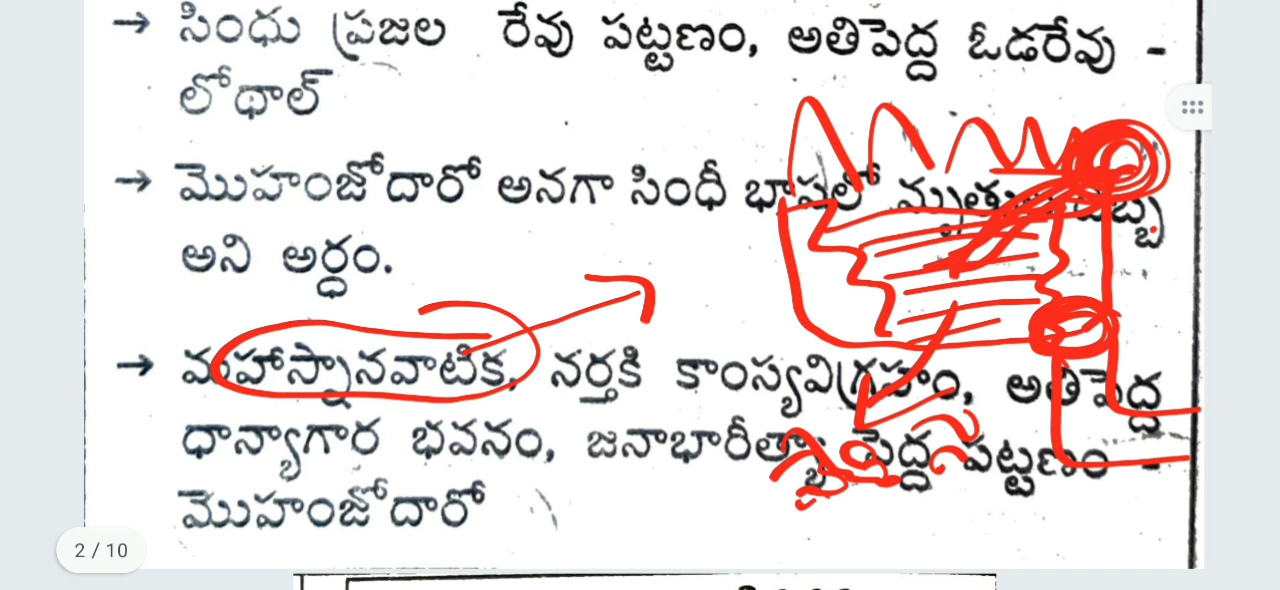 → సింధు ప్రజల రేవు పట్టణం, అతిపెద్ద ఓడరేవు -
లోథాల్
→ మొహంజోదారో అనగా సింధీ భాషలో
అని అర్థం.
→ మహాస్నానవాటిక, నర్తకి కాంస్యవిగ్రహం, అతిపెద్ద
ధాన్యాగార భవనం, జనాభారీత్యా పెద్ద పట్టణం -
మొహంజోదారో
2 / 10